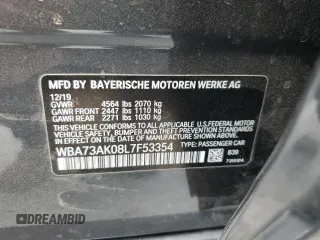 MFD BY BAYERISCHE MOTOREN WERKE AG
12/19
GVWR 4564 lbs 2070 kg
GAWR FRONT 2447 lbs 1110 kg
GAWR REAR 2271 lbs 1030 kg
THIS VEHICLE CONFORMS TO ALL APPLICABLE
U.S. FEDERAL MOTOR VEHICLE SAFETY, BUMPER
& THEFT PREVENTION STANDARDS IN EFFECT
ON THE DATE OF MANUFACTURE SHOWN ABOVE.
WBA73AK08L7F53354
TYPE: PASSENGER CAR
B39
DREAMBID